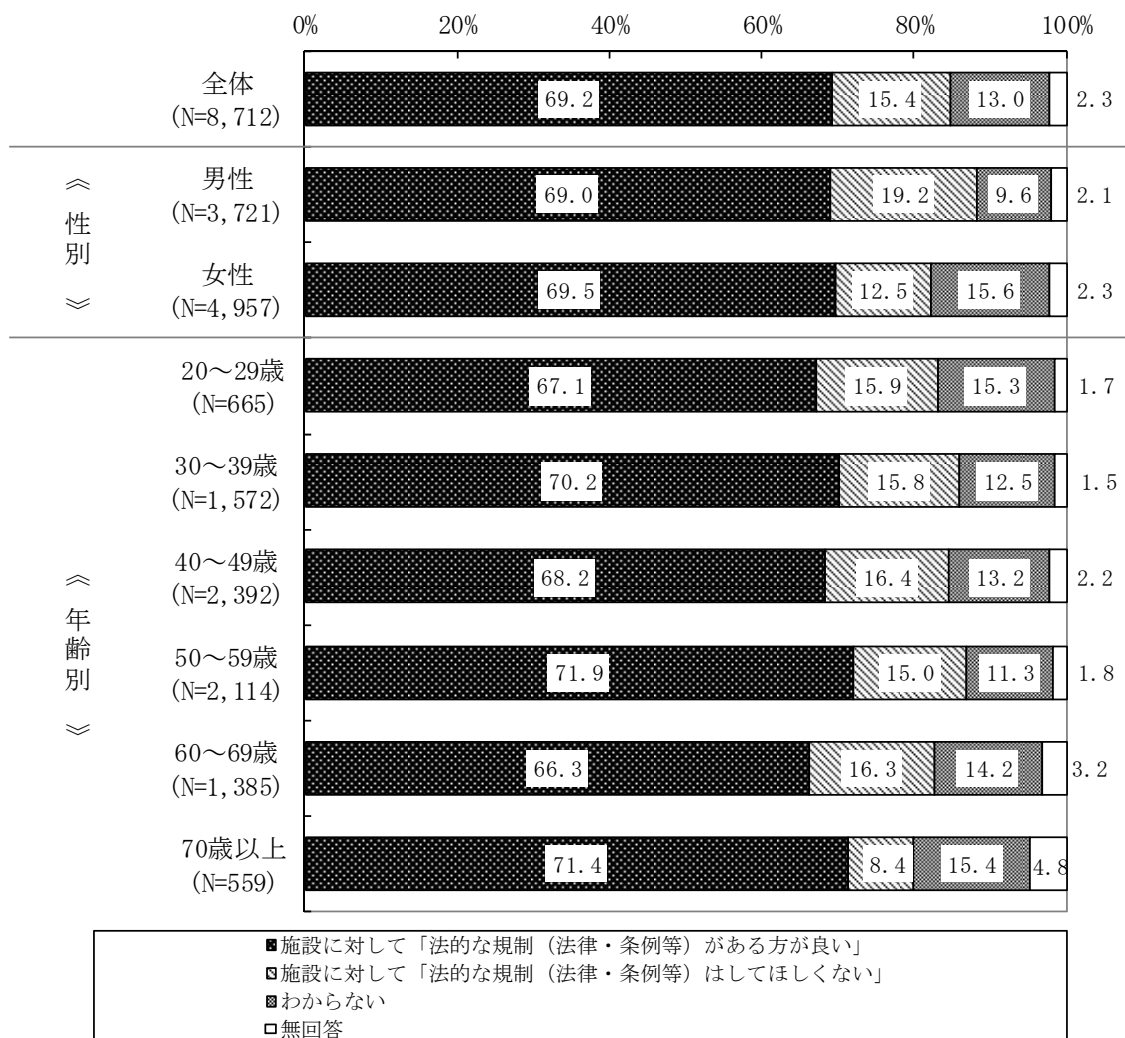 0% 20% 40% 60% 80% 100%
全体
(N=8,712)
69.2 15.4 13.0 2.3
《性別》
男性
(N=3,721)
69.0 19.2 9.6 2.1
女性
(N=4,957)
69.5 12.5 15.6 2.3
《年齢別》
20～29歳
(N=665)
67.1 15.9 15.3 1.7
30～39歳
(N=1,572)
70.2 15.8 12.5 1.5
40～49歳
(N=2,392)
68.2 16.4 13.2 2.2
50～59歳
(N=2,114)
71.9 15.0 11.3 1.8
60～69歳
(N=1,385)
66.3 16.3 14.2 3.2
70歳以上
(N=559)
71.4 8.4 15.4 4.8
施設に対して「法的な規制（法律・条例等）がある方が良い」
施設に対して「法的な規制（法律・条例等）はしてほしくない」
わからない
無回答